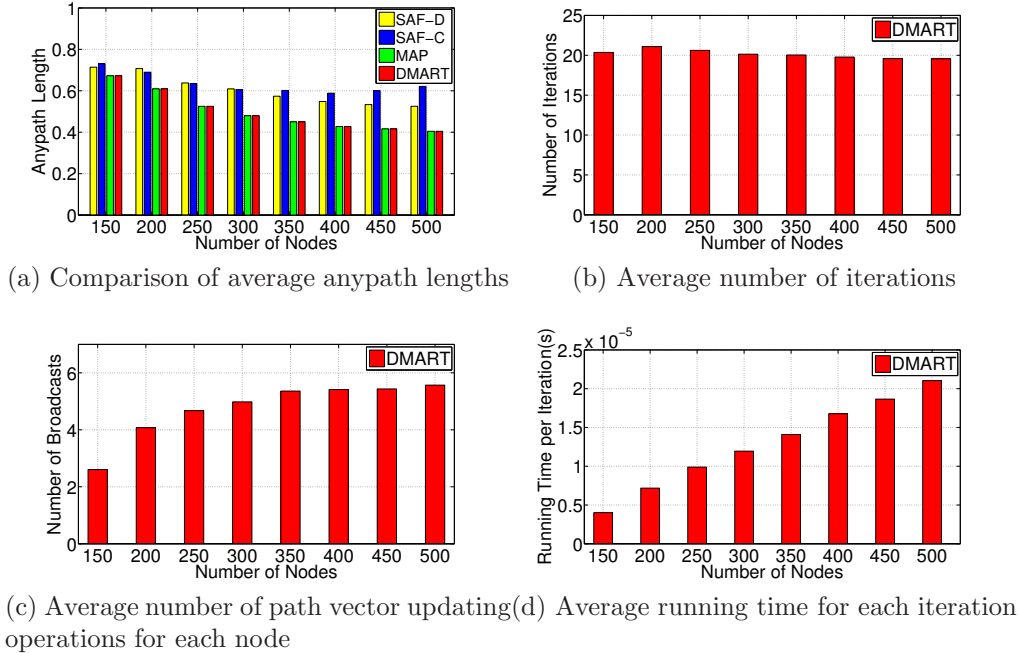 1
0.8
0.6
0.4
0.2
0
Anypath Length
SAF-D
SAF-C
MAP
DMART
150 200 250 300 350 400 450 500
Number of Nodes
(a) Comparison of average anypath lengths
25
20
15
10
5
0
Number of Iterations
DMART
150 200 250 300 350 400 450 500
Number of Nodes
(b) Average number of iterations
6
4
2
0
Number of Broadcasts
DMART
150 200 250 300 350 400 450 500
Number of Nodes
(c) Average number of path vector updating
operations for each node
x 10^-5
2.5
2
1.5
1
0.5
0
Running Time per Iteration(s)
DMART
150 200 250 300 350 400 450 500
Number of Nodes
(d) Average running time for each iteration